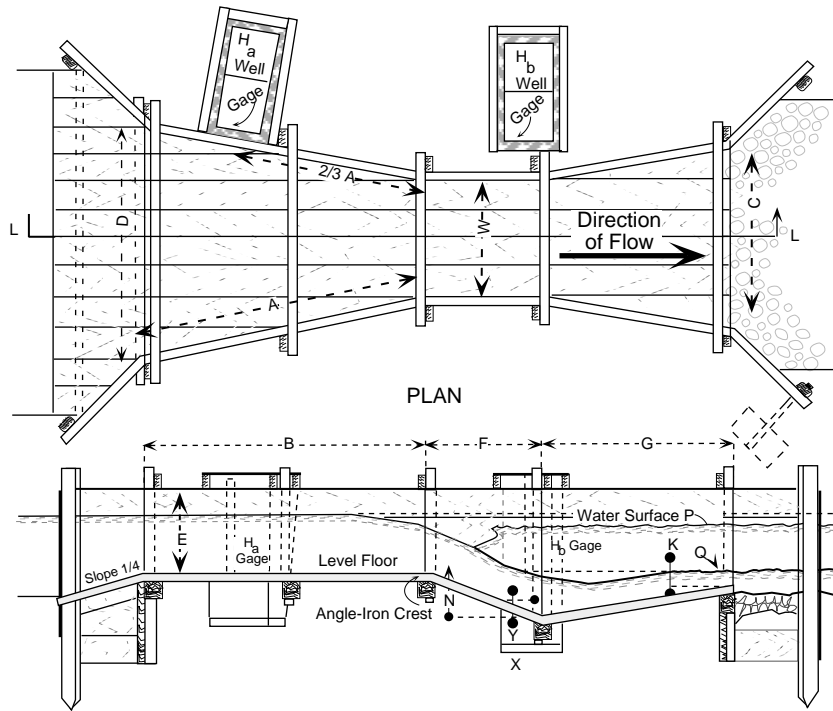 H
a
Well
Gage
H
b
Well
Gage
2/3 A
D
W
C
L
Direction
of Flow
L
A
PLAN
B
F
G
E
H
a
Gage
Level Floor
Slope 1/4
Angle-Iron Crest
Water Surface P
H
b
Gage
K
Q
N
Y
X